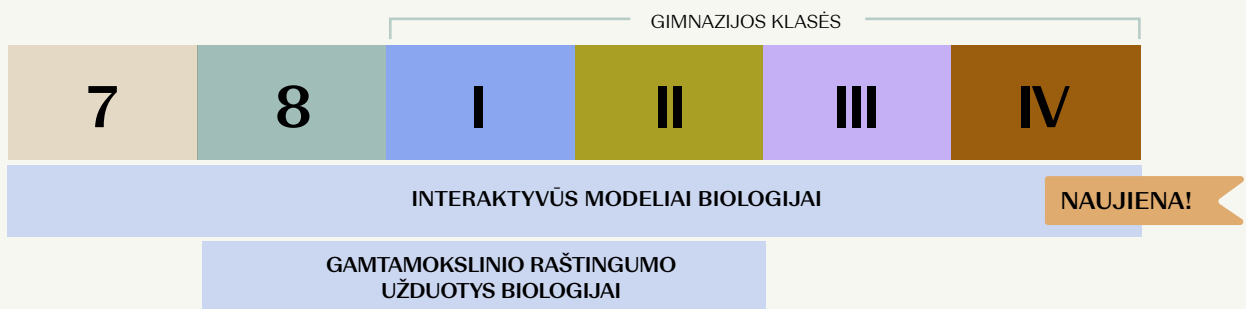 GIMNAZIJOS KLASĖS
7 8 I II III IV
INTERAKTYVŪS MODELIAI BIOLOGIJAI
NAUJIENA!
GAMTAMOKSLINIO RAŠTINGUMO
UŽDUOTYS BIOLOGIJAI